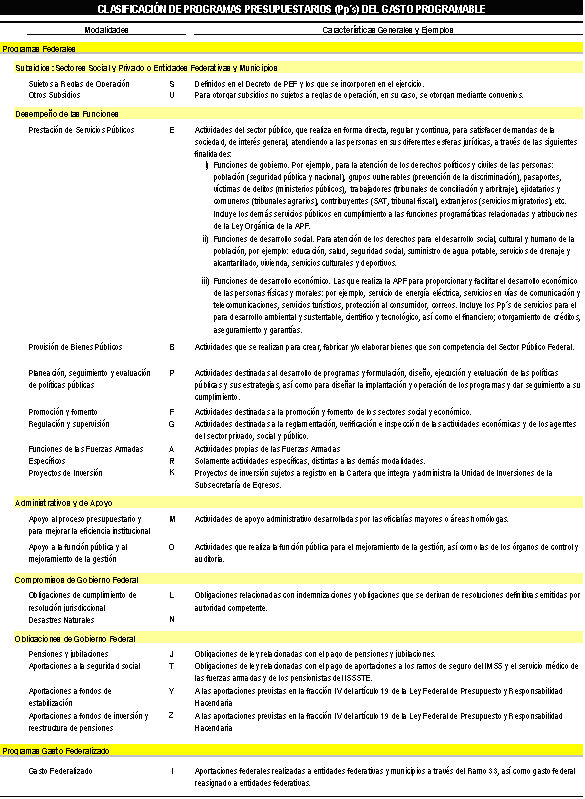 CLASIFICACIÓN DE PROGRAMAS PRESUPUESTARIOS (Pp´s) DEL GASTO PROGRAMABLE
Modalidades Características Generales y Ejemplos
Programas Federales
Subsidios: Sectores Social y Privado o Entidades Federativas y Municipios
Sujetos a Reglas de Operación S Definidos en el Decreto de PEF y los que se incorporen en el ejercicio.
Otros Subsidios U Para otorgar subsidios no sujetos a reglas de operación, en su caso, se otorgan mediante convenios.
Desempeño de las Funciones
Prestación de Servicios Públicos E Actividades del sector público, que realiza en forma directa, regular y continua, para satisfacer demandas de la
sociedad, de interés general, atendiendo a las personas en sus diferentes esferas jurídicas, a través de las siguientes
finalidades:
i) Funciones de gobierno. Por ejemplo, para la atención de los derechos políticos y civiles de las personas:
población (seguridad pública y nacional), grupos vulnerables (prevención de la discriminación), pasaportes,
víctimas de delitos (ministerios públicos), trabajadores (tribunales de conciliación y arbitraje), ejidatarios y
comuneros (tribunales agrarios), contribuyentes (SAT, tribunal fiscal), extranjeros (servicios migratorios), etc.
Incluye los demás servicios públicos en cumplimiento a las funciones programáticas relacionadas y atribuciones
de la Ley Orgánica de la APF.
ii) Funciones de desarrollo social. Para atención de los derechos para el desarrollo social, cultural y humano de la
población, por ejemplo: educación, salud, seguridad social, suministro de agua potable, servicios de drenaje y
alcantarillado, vivienda, servicios culturales y deportivos.
iii) Funciones de desarrollo económico. Las que realiza la APF para proporcionar y facilitar el desarrollo económico
de las personas físicas y morales: por ejemplo, servicio de energía eléctrica, servicios en vías de comunicación y
telecomunicaciones, servicios turísticos, protección al consumidor, correos. Incluye los Pp´s de servicios para el
para desarrollo ambiental y sustentable, científico y tecnológico, así como el financiero; otorgamiento de créditos,
aseguramiento y garantías.
Provisión de Bienes Públicos B Actividades que se realizan para crear, fabricar y/o elaborar bienes que son competencia del Sector Público Federal.
Planeación, seguimiento y evaluación P Actividades destinadas al desarrollo de programas y formulación, diseño, ejecución y evaluación de las políticas
de políticas públicas públicas y sus estrategias, así como para diseñar la implantación y operación de los programas y dar seguimiento a su
cumplimiento.
Promoción y fomento F Actividades destinadas a la promoción y fomento de los sectores social y económico.
Regulación y supervisión G Actividades destinadas a la reglamentación, verificación e inspección de las actividades económicas y de los agentes
del sector privado, social y público.
Funciones de las Fuerzas Armadas A Actividades propias de las Fuerzas Armadas
Específicos R Solamente actividades específicas, distintas a las demás modalidades.
Proyectos de Inversión K Proyectos de inversión sujetos a registro en la Cartera que integra y administra la Unidad de Inversiones de la
Subsecretaría de Egresos.
Administrativos y de Apoyo
Apoyo al proceso presupuestario y M Actividades de apoyo administrativo desarrolladas por las oficialías mayores o áreas homólogas.
para mejorar la eficiencia institucional
Apoyo a la función pública y al O Actividades que realiza la función pública para el mejoramiento de la gestión, así como las de los órganos de control y
mejoramiento de la gestión auditoría.
Compromisos de Gobierno Federal
Obligaciones de cumplimiento de L Obligaciones relacionadas con indemnizaciones y obligaciones que se derivan de resoluciones definitivas emitidas por
resolución jurisdiccional autoridad competente.
Desastres Naturales N
Obligaciones de Gobierno Federal
Pensiones y jubilaciones J Obligaciones de ley relacionadas con el pago de pensiones y jubilaciones.
Aportaciones a la seguridad social T Obligaciones de ley relacionadas con el pago de aportaciones a los ramos de seguro del IMSS y el servicio médico de
las fuerzas armadas y de los pensionistas del ISSSTE.
Aportaciones a fondos de Y A las aportaciones previstas en la fracción IV del artículo 19 de la Ley Federal de Presupuesto y Responsabilidad
estabilización Hacendaria
Aportaciones a fondos de inversión y Z A las aportaciones previstas en la fracción IV del artículo 19 de la Ley Federal de Presupuesto y Responsabilidad
reestructura de pensiones Hacendaria
Programas Gasto Federalizado
Gasto Federalizado I Aportaciones federales realizadas a entidades federativas y municipios a través del Ramo 33, así como gasto federal
reasignado a entidades federativas.